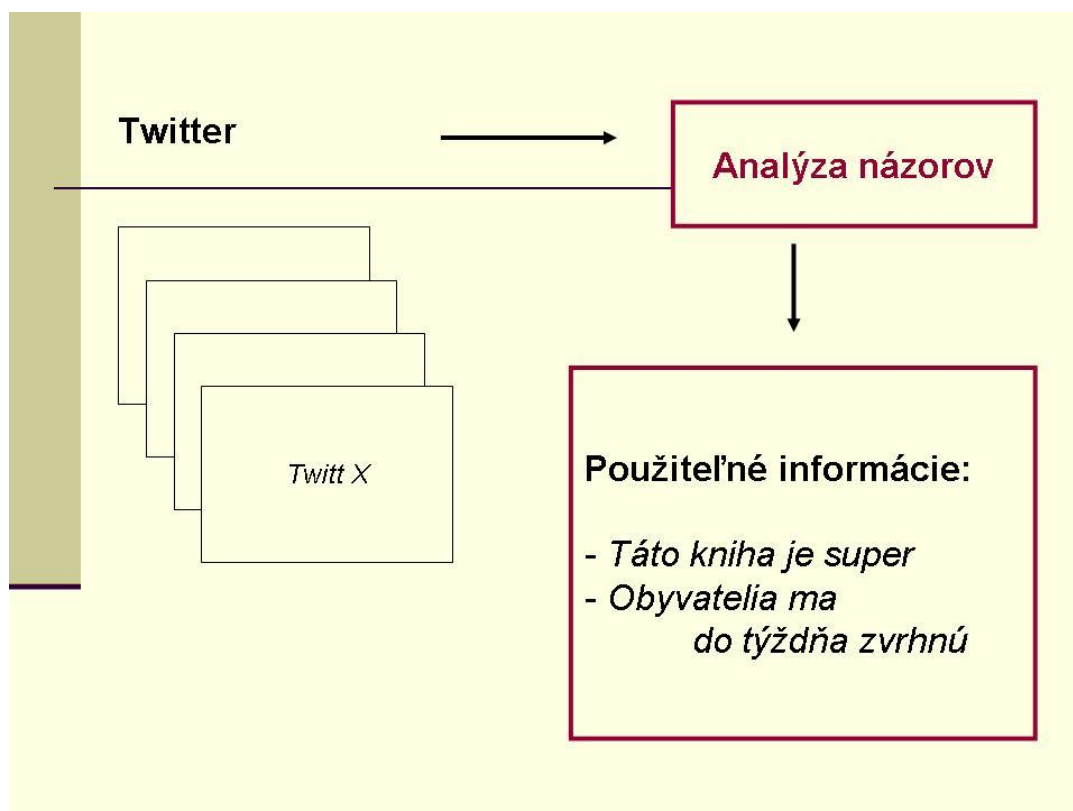 Twitter
Analýza názorov
Twitt X
Použiteľné informácie:
- Táto kniha je super
- Obyvatelia ma
do týždňa zvrhnú